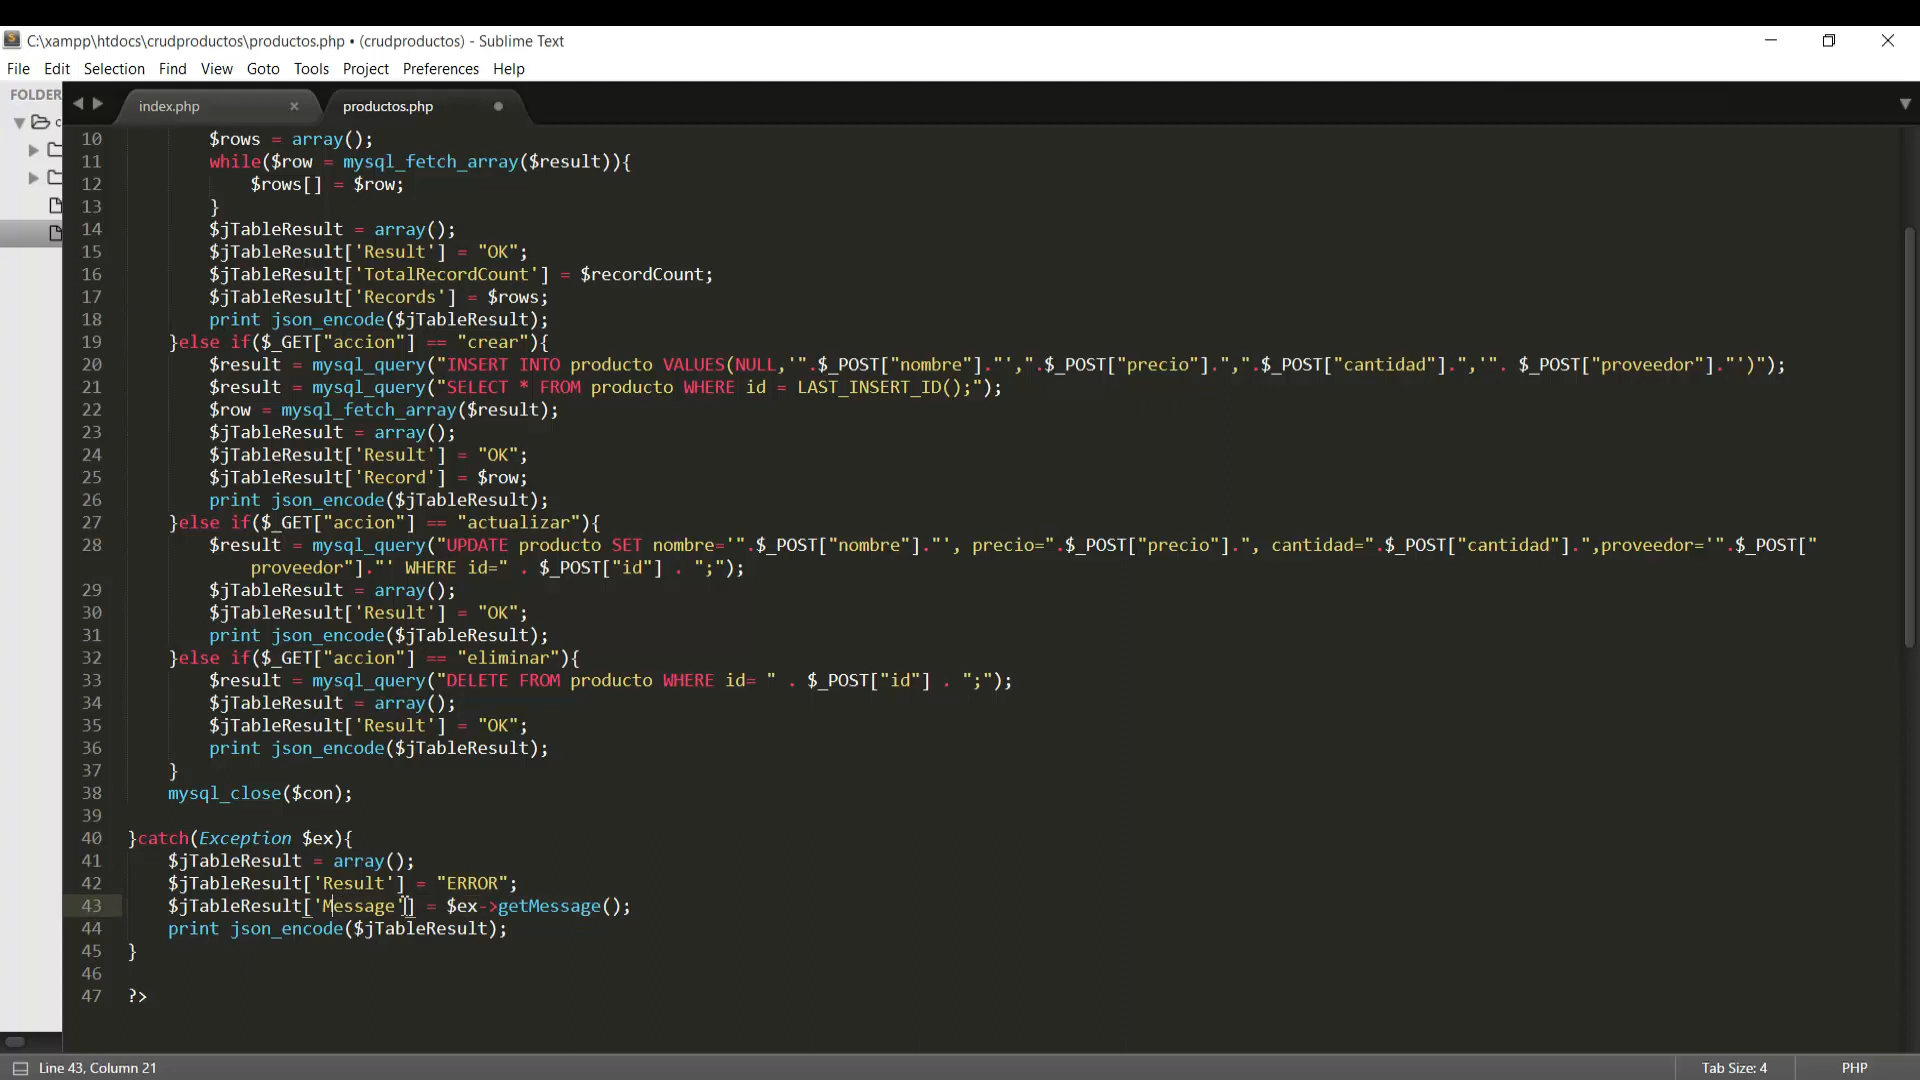 C:\xampp\htdocs\crudproductos\productos.php • (crudproductos) - Sublime Text
File Edit Selection Find View Goto Tools Project Preferences Help
FOLDER
index.php × productos.php
10 $rows = array();
11 while($row = mysql_fetch_array($result)){
12 $rows[] = $row;
13 }
14 $jTableResult = array();
15 $jTableResult['Result'] = "OK";
16 $jTableResult['TotalRecordCount'] = $recordCount;
17 $jTableResult['Records'] = $rows;
18 print json_encode($jTableResult);
19 }else if($_GET["accion"] == "crear"){
20 $result = mysql_query("INSERT INTO producto VALUES(NULL,'".$_POST["nombre"]."',".$_POST["precio"].",".$_POST["cantidad"].",'". $_POST["proveedor"]."')");
21 $result = mysql_query("SELECT * FROM producto WHERE id = LAST_INSERT_ID();");
22 $row = mysql_fetch_array($result);
23 $jTableResult = array();
24 $jTableResult['Result'] = "OK";
25 $jTableResult['Record'] = $row;
26 print json_encode($jTableResult);
27 }else if($_GET["accion"] == "actualizar"){
28 $result = mysql_query("UPDATE producto SET nombre='".$_POST["nombre"]."', precio=".$_POST["precio"].", cantidad=".$_POST["cantidad"].",proveedor='".$_POST["
proveedor"]."' WHERE id=" . $_POST["id"] . ";");
29 $jTableResult = array();
30 $jTableResult['Result'] = "OK";
31 print json_encode($jTableResult);
32 }else if($_GET["accion"] == "eliminar"){
33 $result = mysql_query("DELETE FROM producto WHERE id= " . $_POST["id"] . ";");
34 $jTableResult = array();
35 $jTableResult['Result'] = "OK";
36 print json_encode($jTableResult);
37 }
38 mysql_close($con);
39
40 }catch(Exception $ex){
41 $jTableResult = array();
42 $jTableResult['Result'] = "ERROR";
43 $jTableResult['Message'] = $ex->getMessage();
44 print json_encode($jTableResult);
45 }
46
47 ?>
Line 43, Column 21 Tab Size: 4 PHP